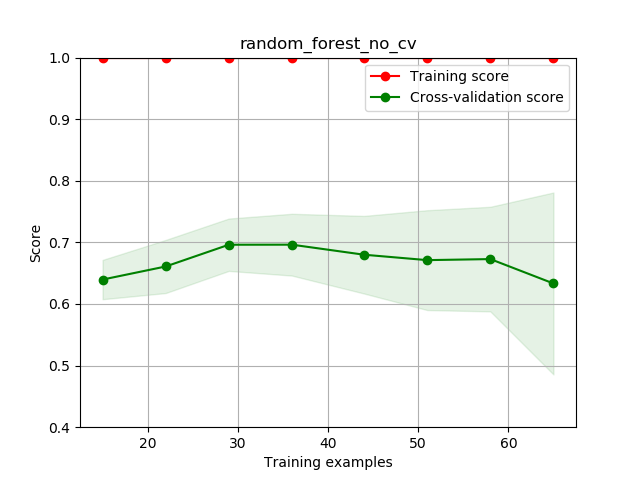 random_forest_no_cv
1.0
0.9
0.8
0.7
0.6
0.5
0.4
Score
Training score
Cross-validation score
20 30 40 50 60
Training examples